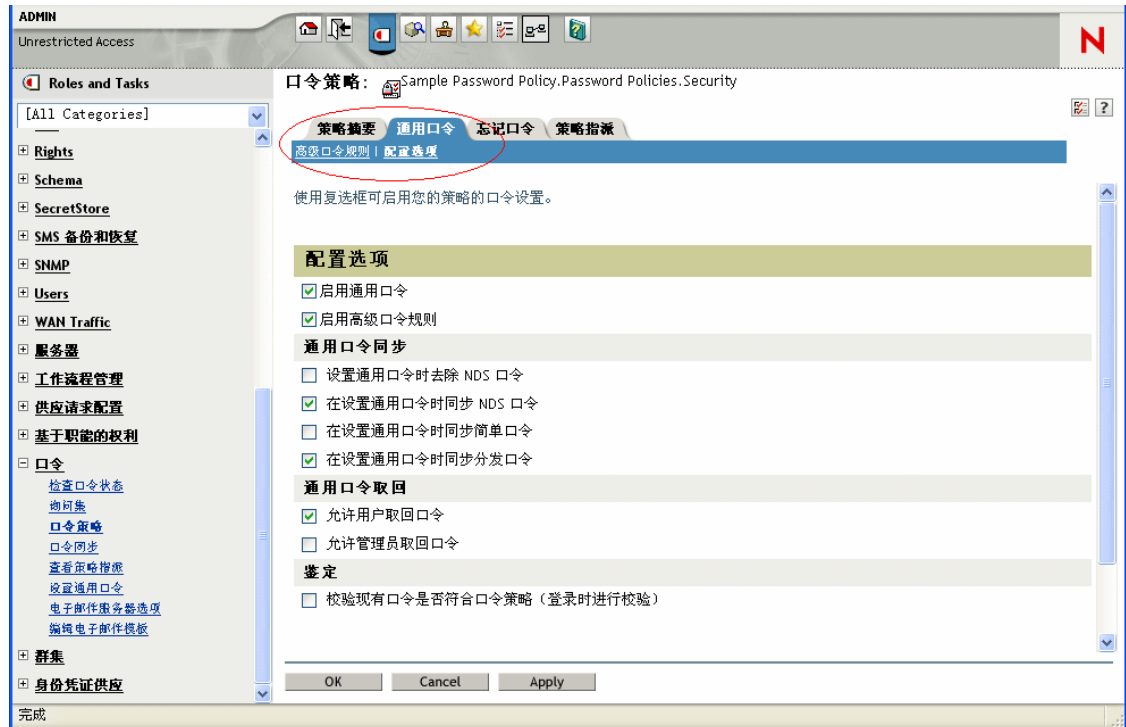 ADMIN
Unrestricted Access
N
Roles and Tasks
[All Categories]
Rights
Schema
SecretStore
SMS 备份和恢复
SNMP
Users
WAN Traffic
服务器
工作流程管理
供应请求配置
基于职能的权利
口令
检查口令状态
询问集
口令策略
口令同步
查看策略指派
设置通用口令
电子邮件服务器选项
编辑电子邮件模板
群集
身份凭证供应
口令策略: Sample Password Policy.Password Policies.Security
?
策略摘要 通用口令 忘记口令 策略指派
高级口令规则 | 配置选项
使用复选框可启用您的策略的口令设置。
配置选项
启用通用口令
启用高级口令规则
通用口令同步
设置通用口令时去除 NDS 口令
在设置通用口令时同步 NDS 口令
在设置通用口令时同步简单口令
在设置通用口令时同步分发口令
通用口令取回
允许用户取回口令
允许管理员取回口令
鉴定
校验现有口令是否符合口令策略（登录时进行校验）
OK Cancel Apply
完成